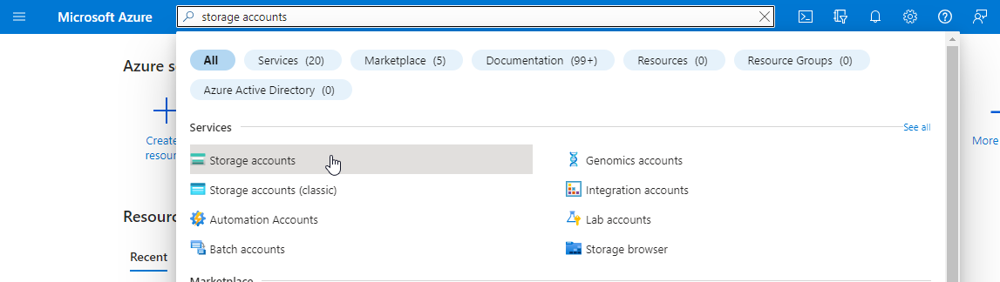 Microsoft Azure
storage accounts
All
Services (20)
Marketplace (5)
Documentation (99+)
Resources (0)
Resource Groups (0)
Azure Active Directory (0)
Azure s
Create
resour
More
Services
See all
Storage accounts
Genomics accounts
Storage accounts (classic)
Integration accounts
Automation Accounts
Lab accounts
Batch accounts
Storage browser
Resourc
Recent
Marketplace